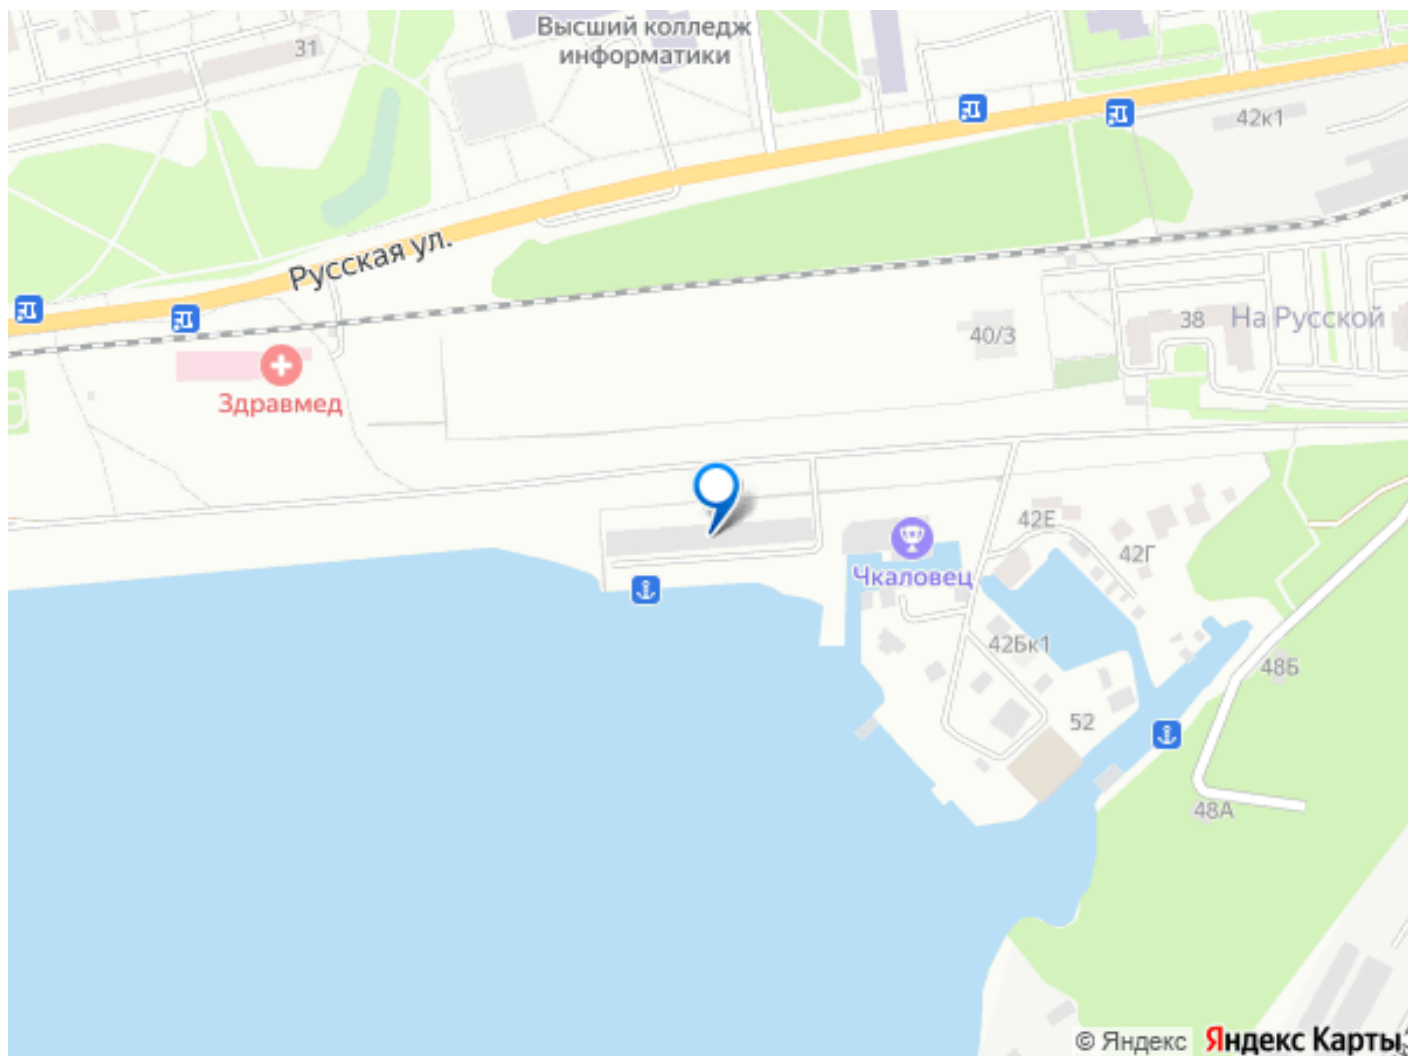 Высший колледж
информатики
31
42к1
Русская ул.
38
На Русской
40/3
Здравмед
42Е
42Г
Чкаловец
42Бк1
48Б
52
48А
© Яндекс
Яндекс Карты